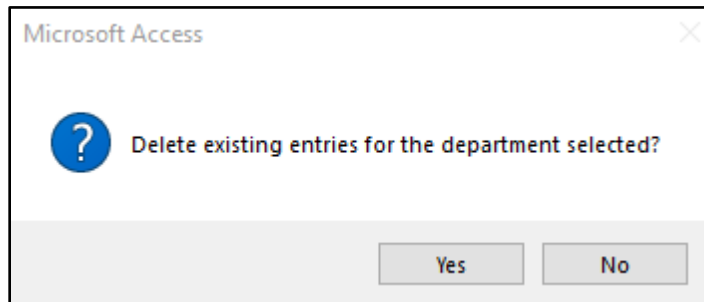 Microsoft Access
Delete existing entries for the department selected?
Yes No